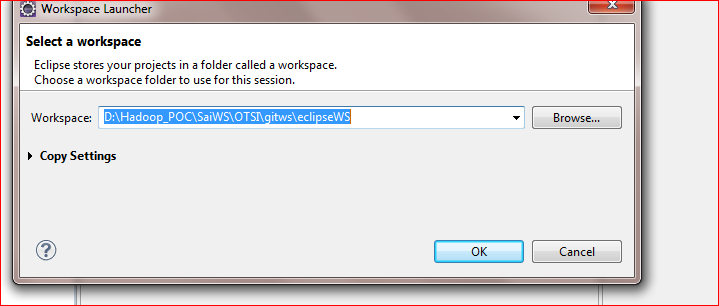 Workspace Launcher
Select a workspace
Eclipse stores your projects in a folder called a workspace.
Choose a workspace folder to use for this session.
Workspace: D:\Hadoop_POC\SaiWS\OTSI\gitws\eclipseWS Browse...
Copy Settings
? OK Cancel